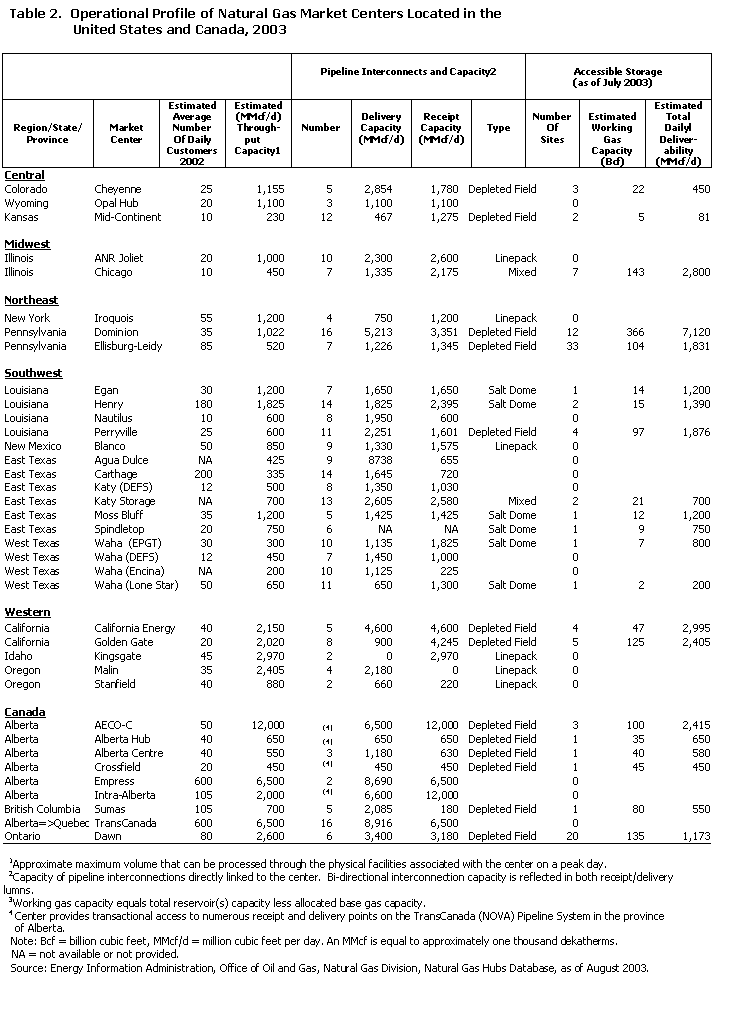 Table 2.  Operational Profile of Natural Gas Market Centers Located in the
United States and Canada, 2003
Pipeline Interconnects and Capacity2 Accessible Storage
(as of July 2003)
Region/State/
Province Market
Center Estimated
Average
Number
Of Daily
Customers
2002 Estimated
(MMcf/d)
Through-
put
Capacity1 Number Delivery
Capacity
(MMcf/d) Receipt
Capacity
(MMcf/d) Type Number
Of
Sites Estimated
Working
Gas
Capacity
(Bcf) Estimated
Total
Dailyl
Deliver-
ability
(MMcf/d)
Central
Colorado Cheyenne 25 1,155 5 2,854 1,780 Depleted Field 3 22 450
Wyoming Opal Hub 20 1,100 3 1,100 1,100 0
Kansas Mid-Continent 10 230 12 467 1,275 Depleted Field 2 5 81
Midwest
Illinois ANR Joliet 20 1,000 10 2,300 2,600 Linepack 0
Illinois Chicago 10 450 7 1,335 2,175 Mixed 7 143 2,800
Northeast
New York Iroquois 55 1,200 4 750 1,200 Linepack 0
Pennsylvania Dominion 35 1,022 16 5,213 3,351 Depleted Field 12 366 7,120
Pennsylvania Ellisburg-Leidy 85 520 7 1,226 1,345 Depleted Field 33 104 1,831
Southwest
Louisiana Egan 30 1,200 7 1,650 1,650 Salt Dome 1 14 1,200
Louisiana Henry 180 1,825 14 1,825 2,395 Salt Dome 2 15 1,390
Louisiana Nautilus 10 600 8 1,950 600 0
Louisiana Perryville 25 600 11 2,251 1,601 Depleted Field 4 97 1,876
New Mexico Blanco 50 850 9 1,330 1,575 Linepack 0
East Texas Agua Dulce NA 425 9 8738 655 0
East Texas Carthage 200 335 14 1,645 720 0
East Texas Katy (DEFS) 12 500 8 1,350 1,030 0
East Texas Katy Storage NA 700 13 2,605 2,580 Mixed 2 21 700
East Texas Moss Bluff 35 1,200 5 1,425 1,425 Salt Dome 1 12 1,200
East Texas Spindletop 20 750 6 NA NA Salt Dome 1 9 750
West Texas Waha (EPGT) 30 300 10 1,135 1,825 Salt Dome 1 7 800
West Texas Waha (DEFS) 12 450 7 1,450 1,000 0
West Texas Waha (Encina) NA 200 10 1,125 225 0
West Texas Waha (Lone Star) 50 650 11 650 1,300 Salt Dome 1 2 200
Western
California California Energy 40 2,150 5 4,600 4,600 Depleted Field 4 47 2,995
California Golden Gate 20 2,020 8 900 4,245 Depleted Field 5 125 2,405
Idaho Kingsgate 45 2,970 2 0 2,970 Linepack 0
Oregon Malin 35 2,405 4 2,180 0 Linepack 0
Oregon Stanfield 40 880 2 660 220 Linepack 0
Canada
Alberta AECO-C 50 12,000 (4) 6,500 12,000 Depleted Field 3 100 2,415
Alberta Alberta Hub 40 650 (4) 650 650 Depleted Field 1 35 650
Alberta Alberta Centre 40 550 3 1,180 630 Depleted Field 1 40 580
Alberta Crossfield 20 450 (4) 450 450 Depleted Field 1 45 450
Alberta Empress 600 6,500 2 8,690 6,500 0
Alberta Intra-Alberta 105 2,000 (4) 6,600 12,000 0
British Columbia Sumas 105 700 5 2,085 180 Depleted Field 1 80 550
Alberta=>Quebec TransCanada 600 6,500 16 8,916 6,500 0
Ontario Dawn 80 2,600 6 3,400 3,180 Depleted Field 20 135 1,173
1Approximate maximum volume that can be processed through the physical facilities associated with the center on a peak day.
2Capacity of pipeline interconnections directly linked to the center.  Bi-directional interconnection capacity is reflected in both receipt/delivery
lumns.
3Working gas capacity equals total reservoir(s) capacity less allocated base gas capacity.
4 Center provides transactional access to numerous receipt and delivery points on the TransCanada (NOVA) Pipeline System in the province
of Alberta.
Note: Bcf = billion cubic feet, MMcf/d = million cubic feet per day. An MMcf is equal to approximately one thousand dekatherms.
NA = not available or not provided.
Source: Energy Information Administration, Office of Oil and Gas, Natural Gas Division, Natural Gas Hubs Database, as of August 2003.